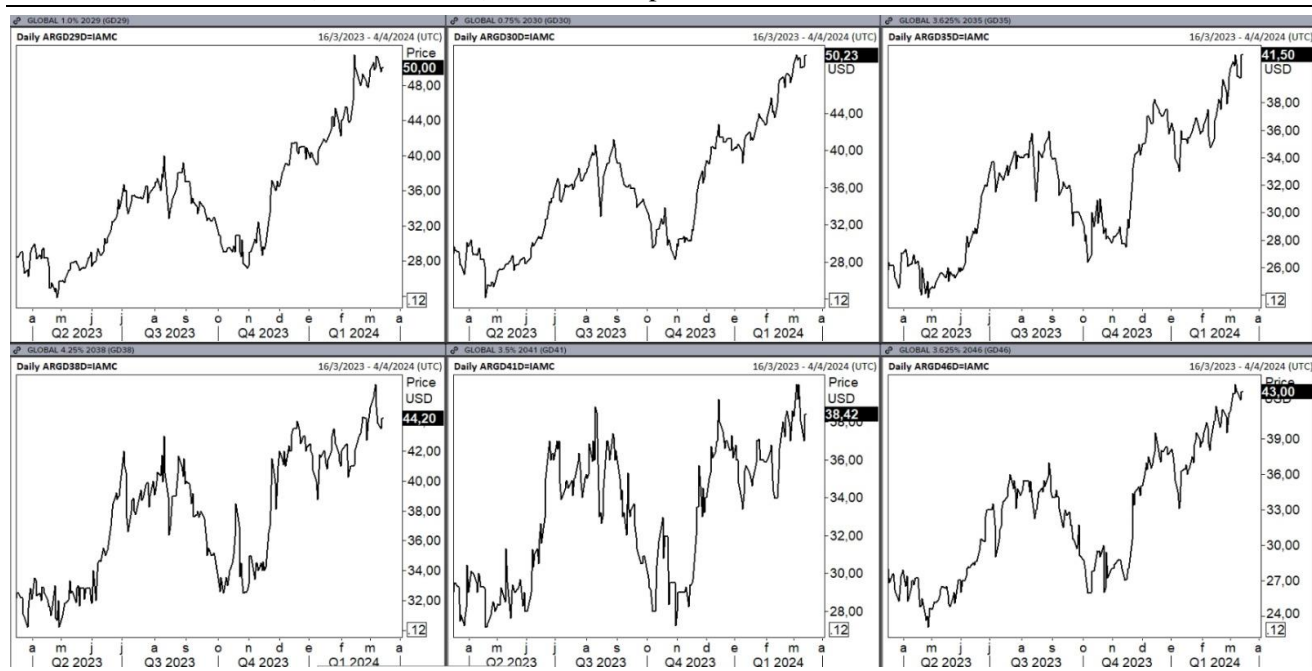 GLOBAL 1.0% 2029 (GD29)
Daily ARGD29D=IAMC 16/3/2023 - 4/4/2024 (UTC)
Price
50,00
48,00
44,00
40,00
36,00
32,00
28,00
.12
a m j j a s o n d e f m a
Q2 2023 Q3 2023 Q4 2023 Q1 2024
GLOBAL 0.75% 2030 (GD30)
Daily ARGD30D=IAMC 16/3/2023 - 4/4/2024 (UTC)
50,23
USD
44,00
40,00
36,00
32,00
28,00
.12
a m j j a s o n d e f m a
Q2 2023 Q3 2023 Q4 2023 Q1 2024
GLOBAL 3.625% 2035 (GD35)
Daily ARGD35D=IAMC 16/3/2023 - 4/4/2024 (UTC)
41,50
USD
38,00
36,00
34,00
32,00
30,00
28,00
26,00
.12
a m j j a s o n d e f m a
Q2 2023 Q3 2023 Q4 2023 Q1 2024
GLOBAL 4.25% 2038 (GD38)
Daily ARGD38D=IAMC 16/3/2023 - 4/4/2024 (UTC)
Price
USD
44,20
42,00
40,00
38,00
36,00
34,00
32,00
.12
a m j j a s o n d e f m a
Q2 2023 Q3 2023 Q4 2023 Q1 2024
GLOBAL 3.5% 2041 (GD41)
Daily ARGD41D=IAMC 16/3/2023 - 4/4/2024 (UTC)
Price
USD
38,42
38,00
36,00
34,00
32,00
30,00
28,00
.12
a m j j a s o n d e f m a
Q2 2023 Q3 2023 Q4 2023 Q1 2024
GLOBAL 3.625% 2046 (GD46)
Daily ARGD46D=IAMC 16/3/2023 - 4/4/2024 (UTC)
Price
USD
43,00
39,00
36,00
33,00
30,00
27,00
24,00
.12
a m j j a s o n d e f m a
Q2 2023 Q3 2023 Q4 2023 Q1 2024